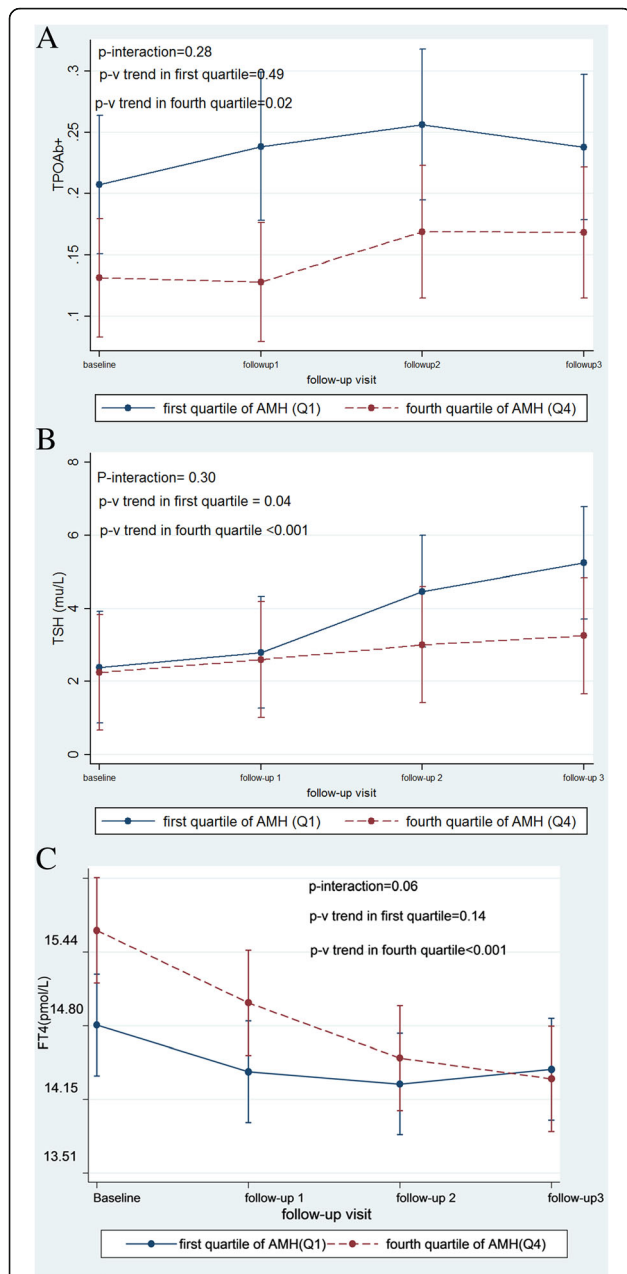 A
p-interaction=0.28
p-v trend in first quartile=0.49
p-v trend in fourth quartile=0.02
TPOAb+
.3
.25
.2
.15
.1
baseline
followup1
followup2
followup3
follow-up visit
first quartile of AMH (Q1)
fourth quartile of AMH (Q4)
B
P-interaction= 0.30
p-v trend in first quartile = 0.04
p-v trend in fourth quartile <0.001
TSH (mu/L)
8
6
4
2
0
baseline
follow-up 1
follow-up 2
follow-up 3
follow-up visit
first quartile of AMH (Q1)
fourth quartile of AMH (Q4)
C
p-interaction=0.06
p-v trend in first quartile=0.14
p-v trend in fourth quartile<0.001
FT4(pmol/L)
15.44
14.80
14.15
13.51
Baseline
follow-up 1
follow-up 2
follow-up3
follow-up visit
first quartile of AMH(Q1)
fourth quartile of AMH(Q4)